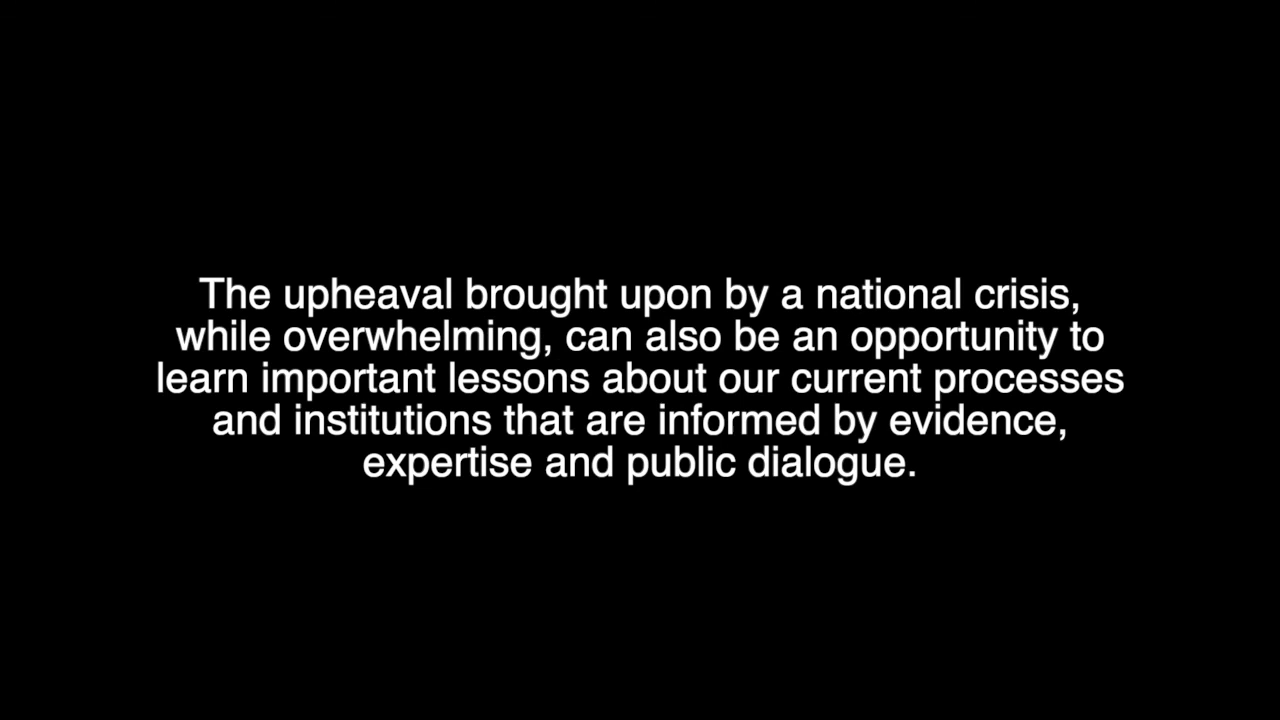 The upheaval brought upon by a national crisis,
while overwhelming, can also be an opportunity to
learn important lessons about our current processes
and institutions that are informed by evidence,
expertise and public dialogue.